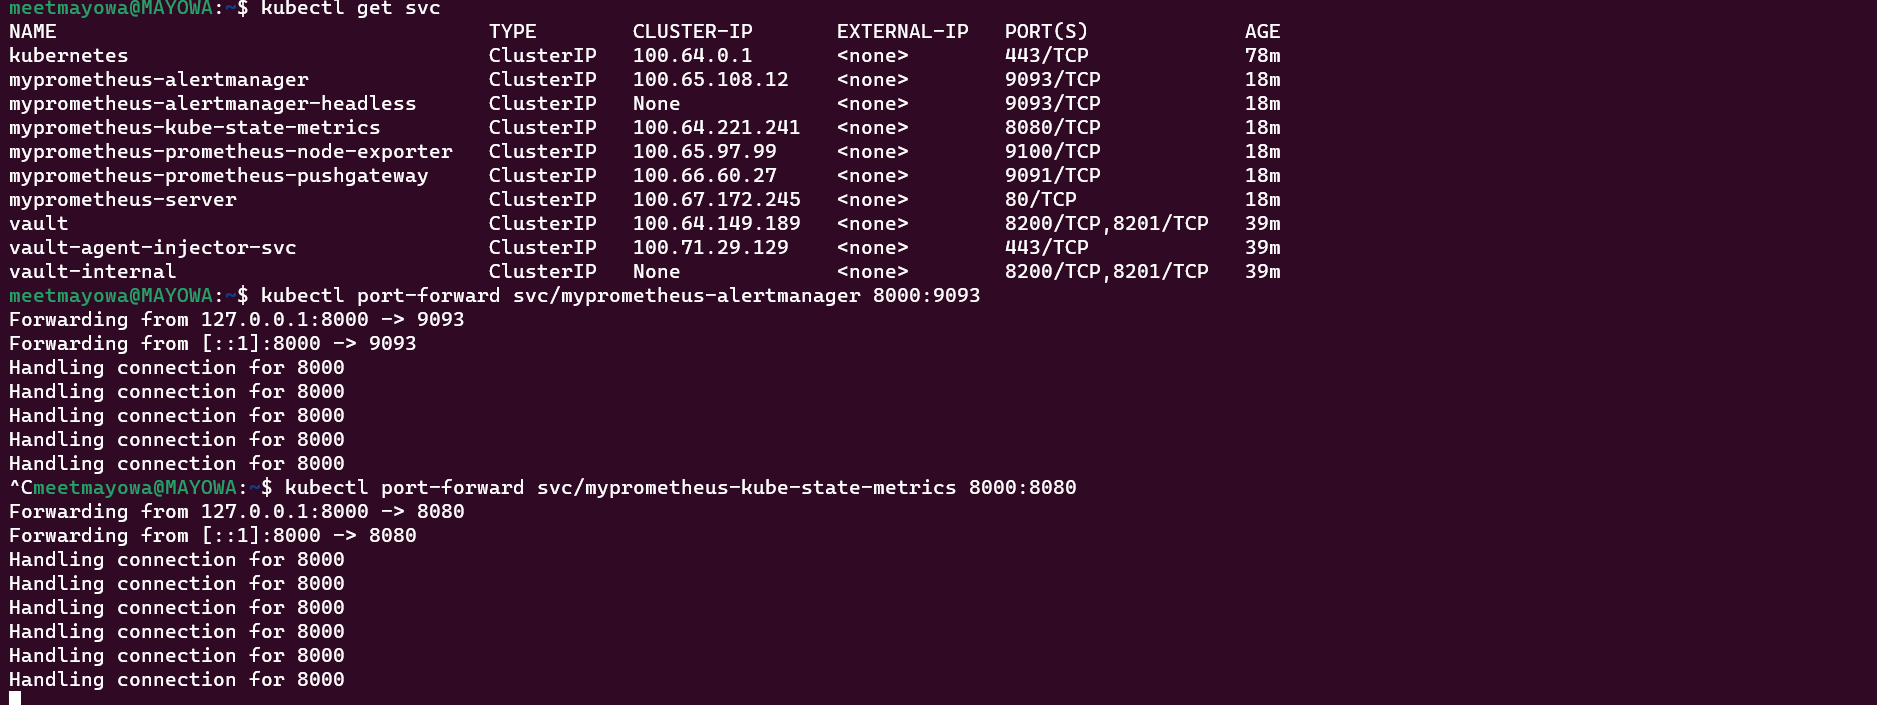 meetmayowa@MAYOWA:~$ kubectl get svc
NAME TYPE CLUSTER-IP EXTERNAL-IP PORT(S) AGE
kubernetes ClusterIP 100.64.0.1 <none> 443/TCP 78m
myprometheus-alertmanager ClusterIP 100.65.108.12 <none> 9093/TCP 18m
myprometheus-alertmanager-headless ClusterIP None <none> 9093/TCP 18m
myprometheus-kube-state-metrics ClusterIP 100.64.221.241 <none> 8080/TCP 18m
myprometheus-prometheus-node-exporter ClusterIP 100.65.97.99 <none> 9100/TCP 18m
myprometheus-prometheus-pushgateway ClusterIP 100.66.60.27 <none> 9091/TCP 18m
myprometheus-server ClusterIP 100.67.172.245 <none> 80/TCP 18m
vault ClusterIP 100.64.149.189 <none> 8200/TCP,8201/TCP 39m
vault-agent-injector-svc ClusterIP 100.71.29.129 <none> 443/TCP 39m
vault-internal ClusterIP None <none> 8200/TCP,8201/TCP 39m
meetmayowa@MAYOWA:~$ kubectl port-forward svc/myprometheus-alertmanager 8000:9093
Forwarding from 127.0.0.1:8000 -> 9093
Forwarding from [::1]:8000 -> 9093
Handling connection for 8000
Handling connection for 8000
Handling connection for 8000
Handling connection for 8000
Handling connection for 8000
^Cmeetmayowa@MAYOWA:~$ kubectl port-forward svc/myprometheus-kube-state-metrics 8000:8080
Forwarding from 127.0.0.1:8000 -> 8080
Forwarding from [::1]:8000 -> 8080
Handling connection for 8000
Handling connection for 8000
Handling connection for 8000
Handling connection for 8000
Handling connection for 8000
Handling connection for 8000